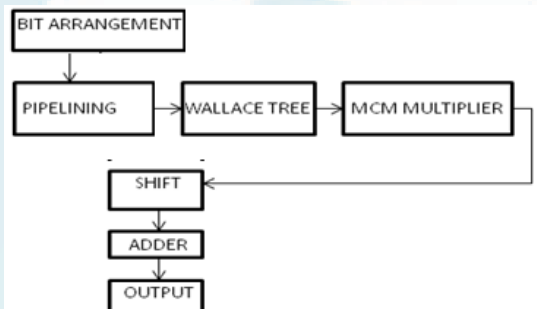 BIT ARRANGEMENT
PIPELINING
WALLACE TREE
MCM MULTIPLIER
SHIFT
ADDER
OUTPUT